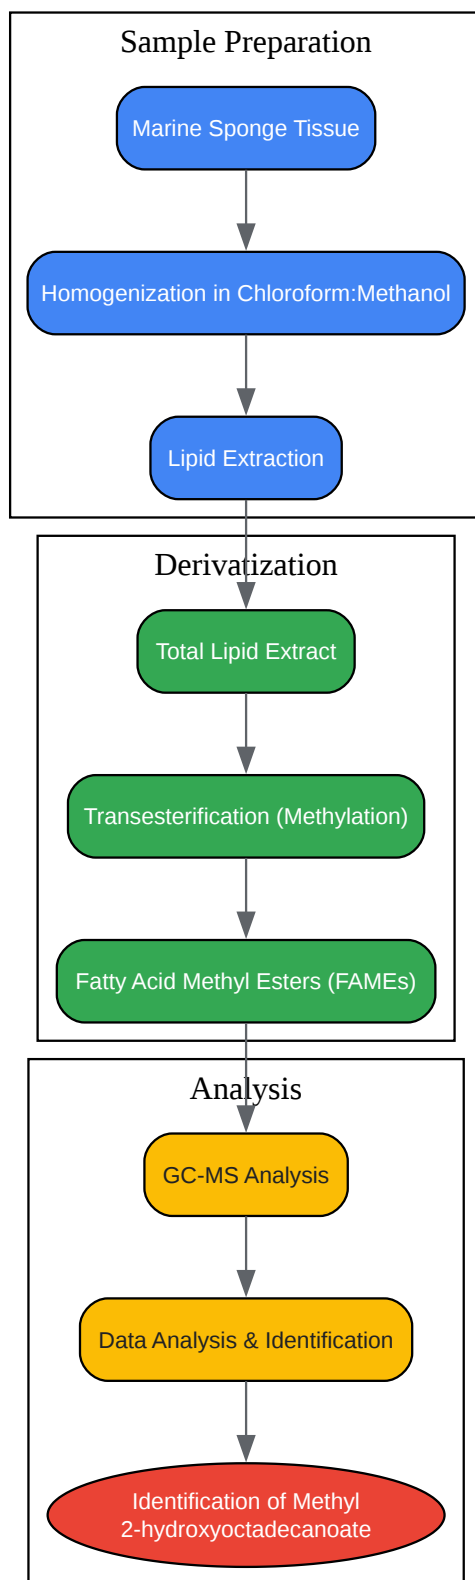 Sample Preparation
Marine Sponge Tissue
Homogenization in Chloroform:Methanol
Lipid Extraction
Derivatization
Total Lipid Extract
Transesterification (Methylation)
Fatty Acid Methyl Esters (FAMEs)
Analysis
GC-MS Analysis
Data Analysis & Identification
Identification of Methyl
2-hydroxyoctadecanoate